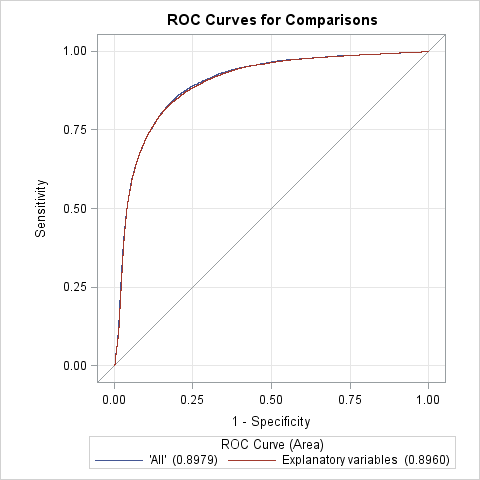 ROC Curves for Comparisons
1.00
0.75
0.50
0.25
0.00
Sensitivity
0.00 0.25 0.50 0.75 1.00
1 - Specificity
ROC Curve (Area)
'All' (0.8979) Explanatory variables (0.8960)